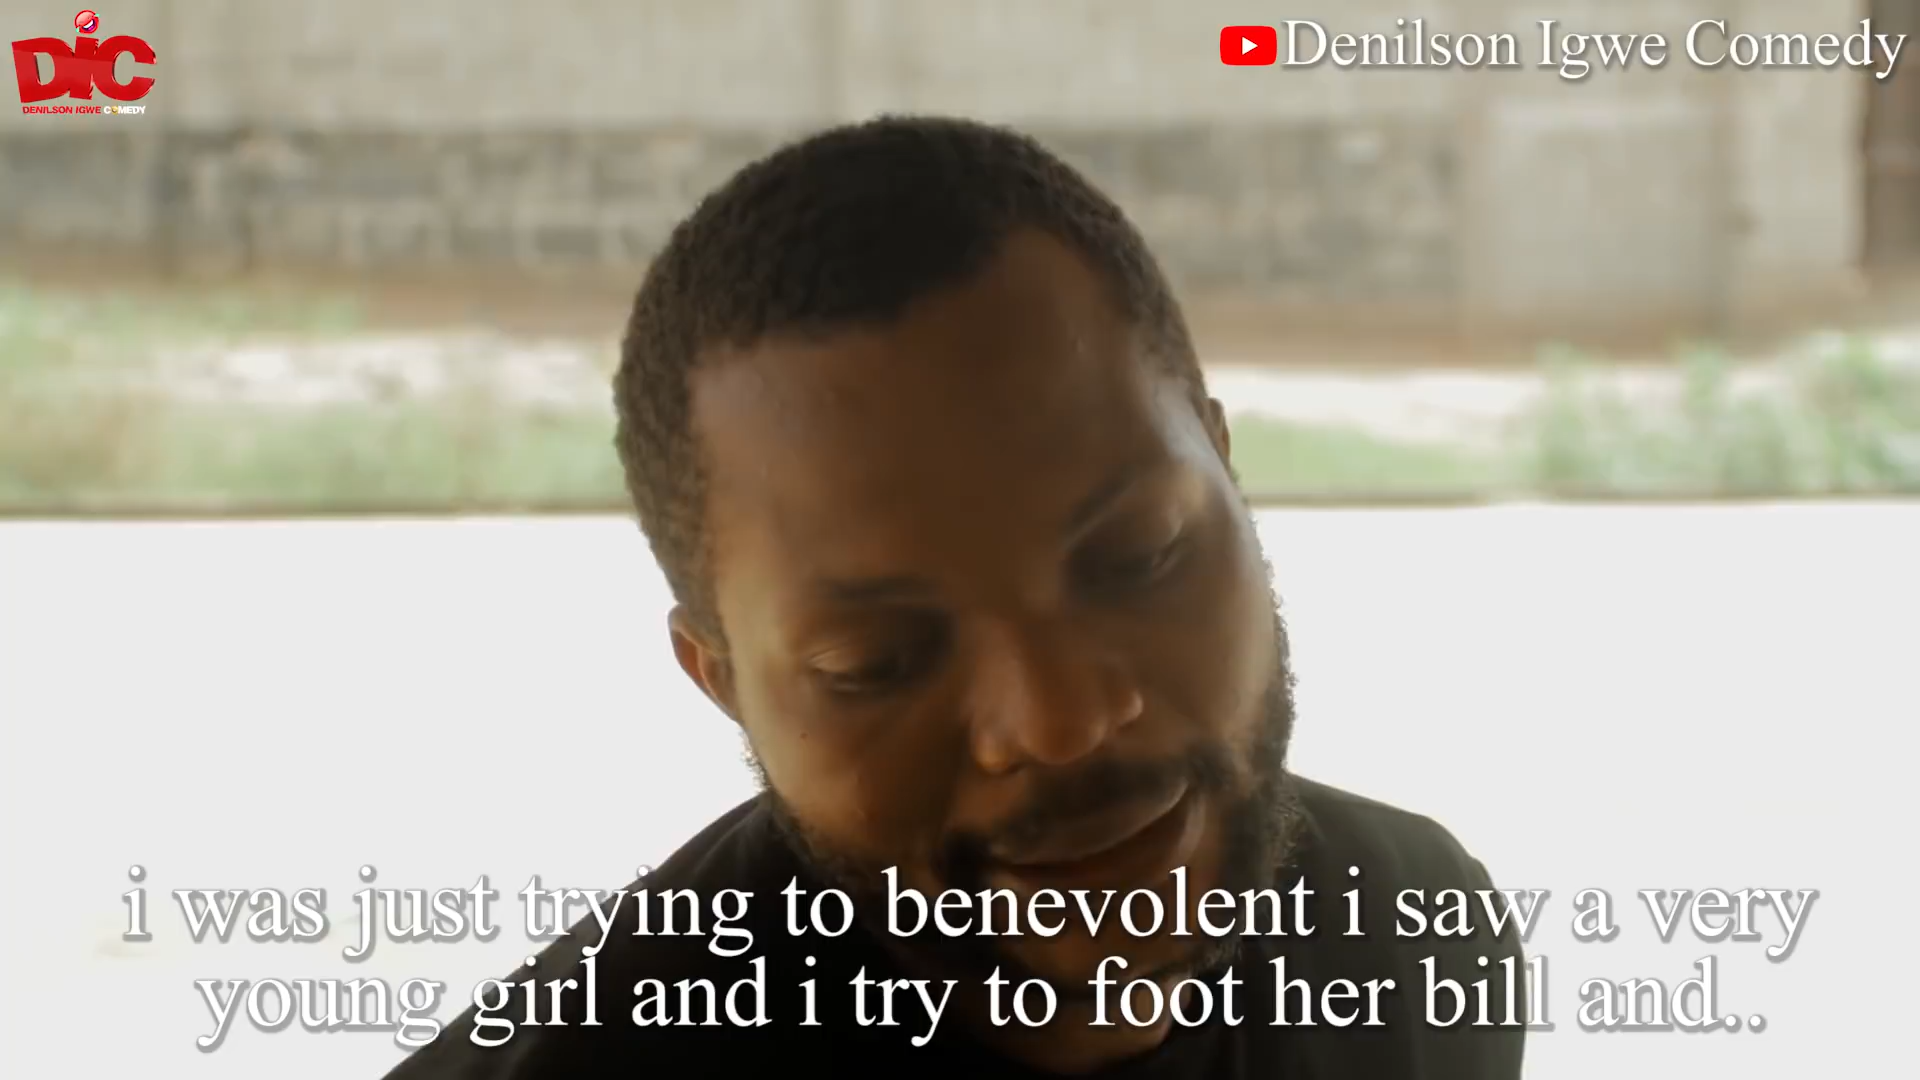 DiC
DENILSON IGWE COMEDY
Denilson Igwe Comedy
i was just trying to benevolent i saw a very
young girl and i try to foot her bill and..